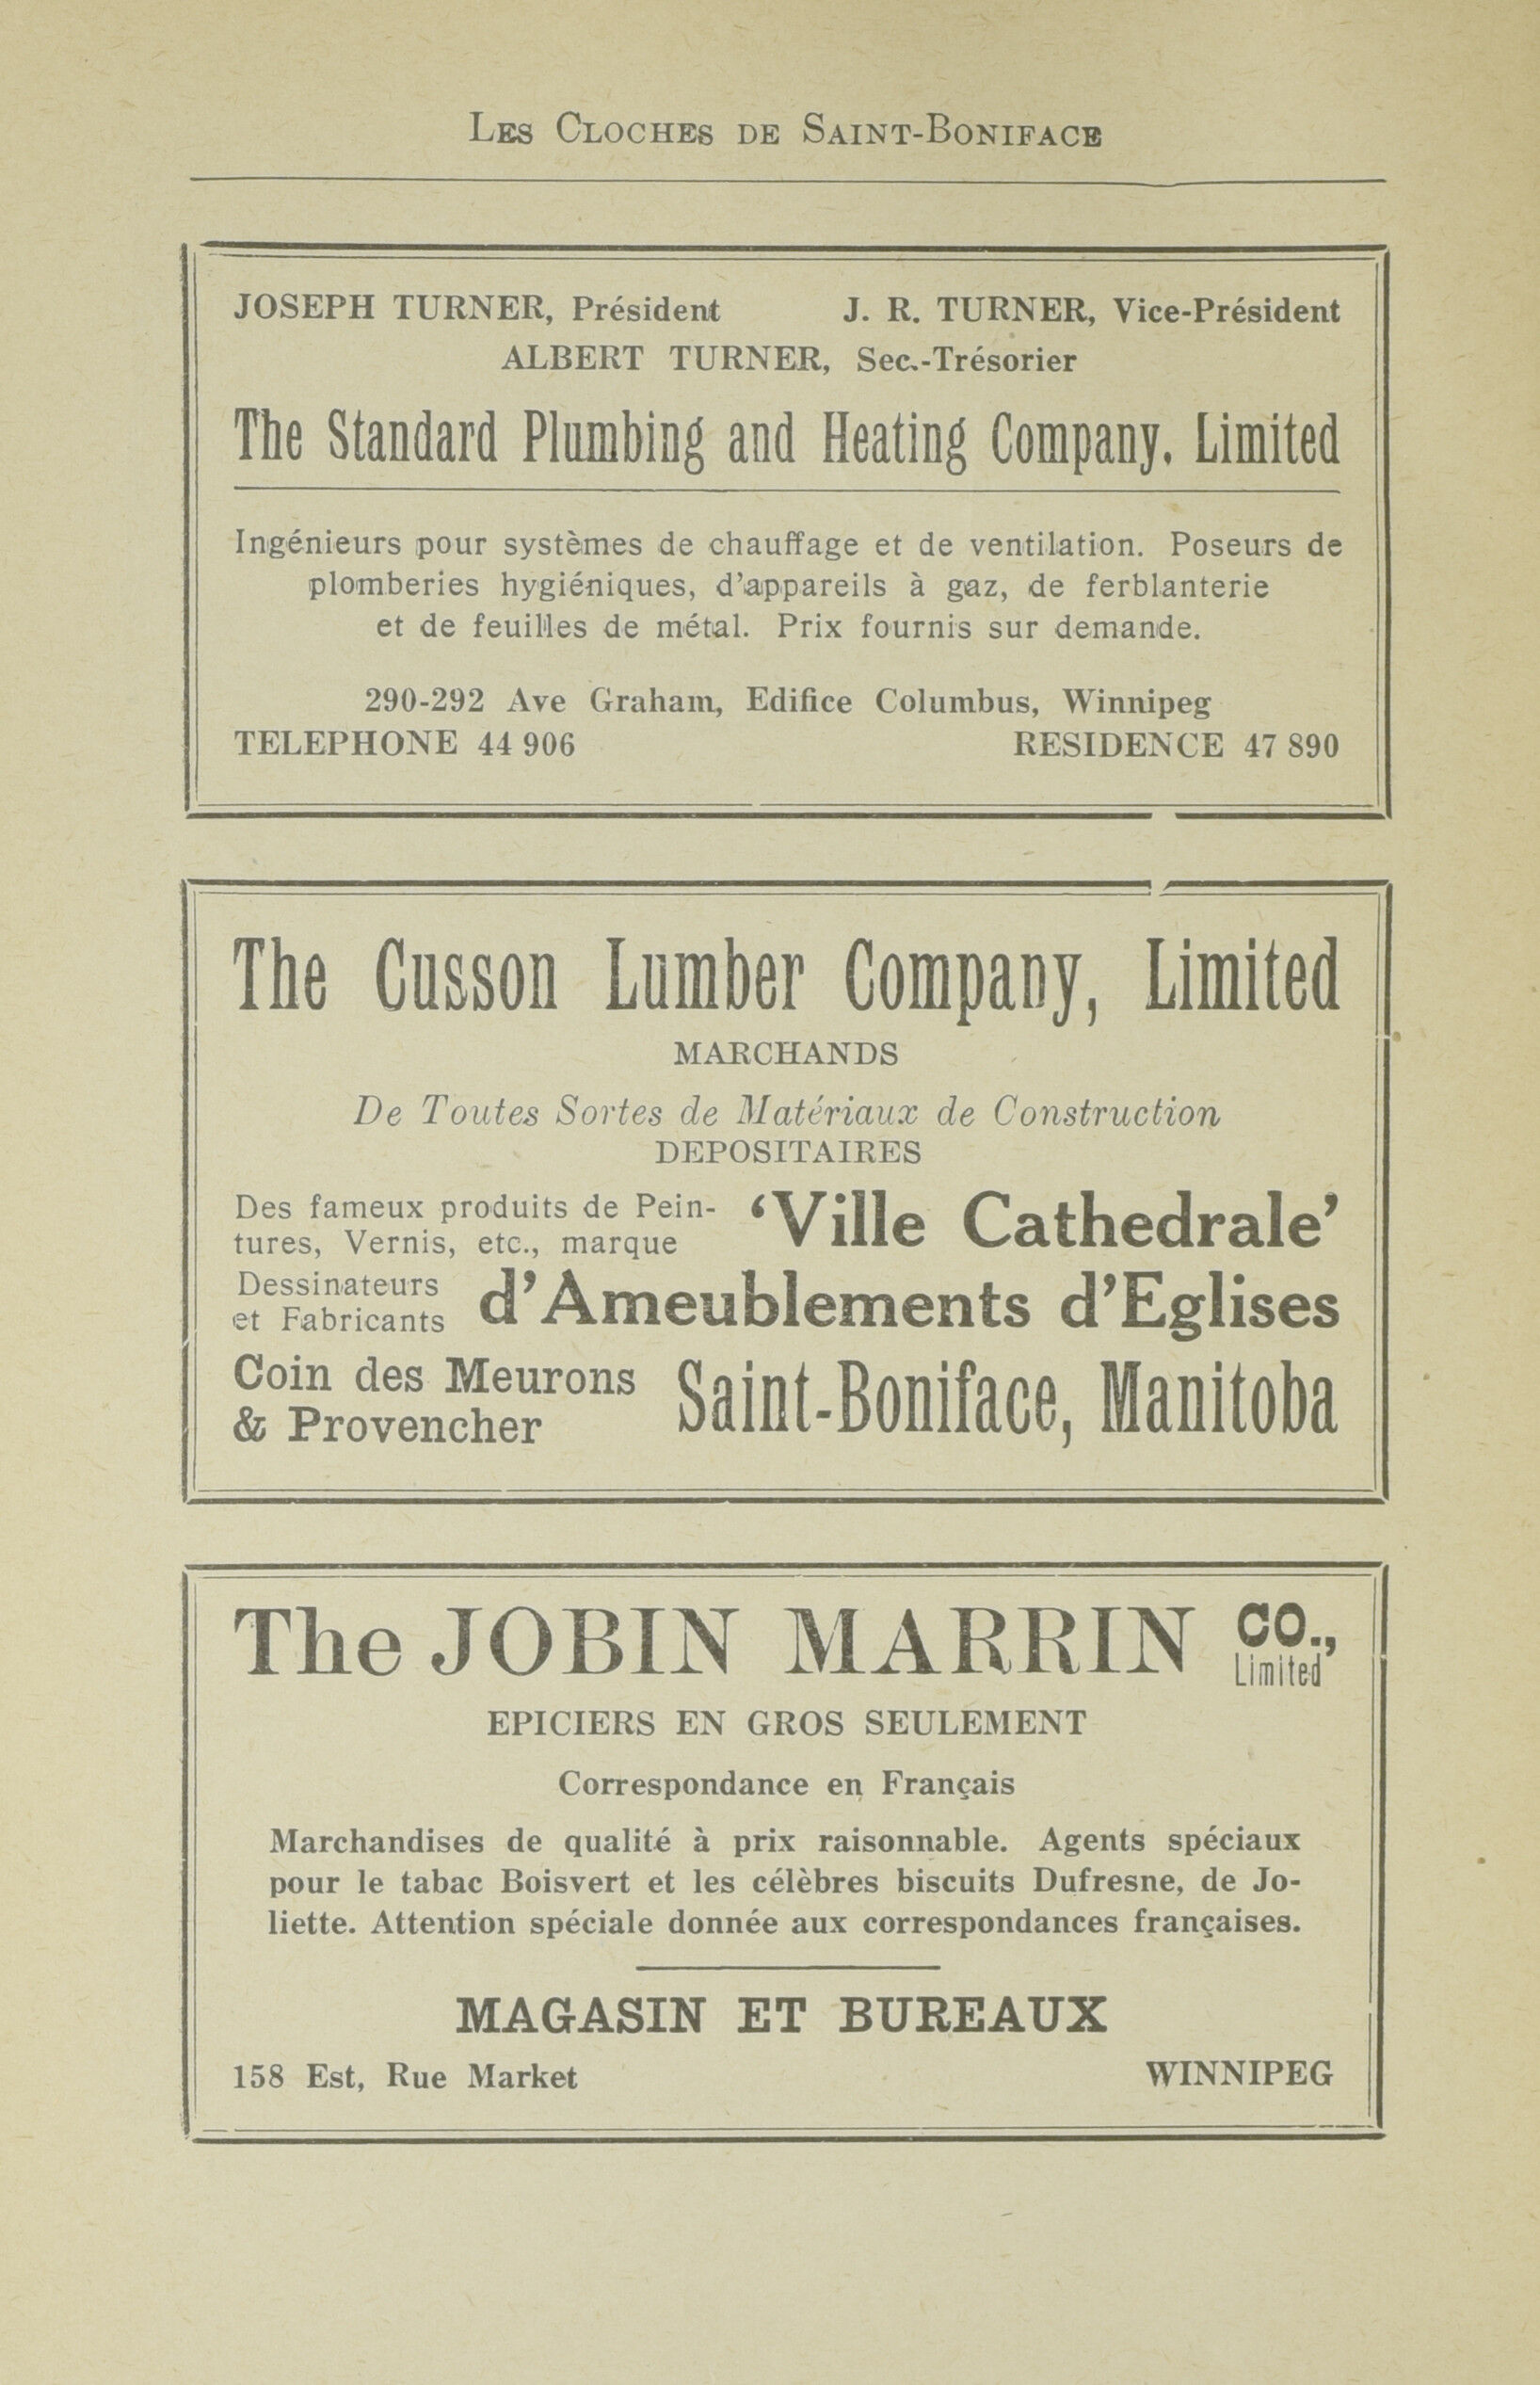 Les Cloches de Saint-Boniface
JOSEPH TURNER, Président J. R. TURNER, Vice-Président
ALBERT TURNER, Sec.-Trésorier
The Standard Plumbing and Heating Company, Limited
Ingénieurs pour systèmes de chauffage et de ventilation. Poseurs de
plomberies hygiéniques, d'appareils à gaz, de ferblanterie
et de feuilles de métal. Prix fournis sur demande.
290-292 Ave Graham, Edifice Columbus, Winnipeg
TELEPHONE 44 906 RESIDENCE 47 890
The Cusson Lumber Company, Limited
MARCHANDS
De Toutes Sortes de Matériaux de Construction
DEPOSITAIRES
Des fameux produits de Pein-
tures, Vernis, etc., marque
'Ville Cathedrale'
Dessinateurs
et Fabricants
d'Ameublements d'Eglises
Coin des Meurons
& Provencher
Saint-Boniface, Manitoba
The JOBIN MARRIN CO.,
Limited
EPICIERS EN GROS SEULEMENT
Correspondance en Français
Marchandises de qualité à prix raisonnable. Agents spéciaux
pour le tabac Boisvert et les célèbres biscuits Dufresne, de Jo-
liette. Attention spéciale donnée aux correspondances françaises.
MAGASIN ET BUREAUX
158 Est, Rue Market WINNIPEG